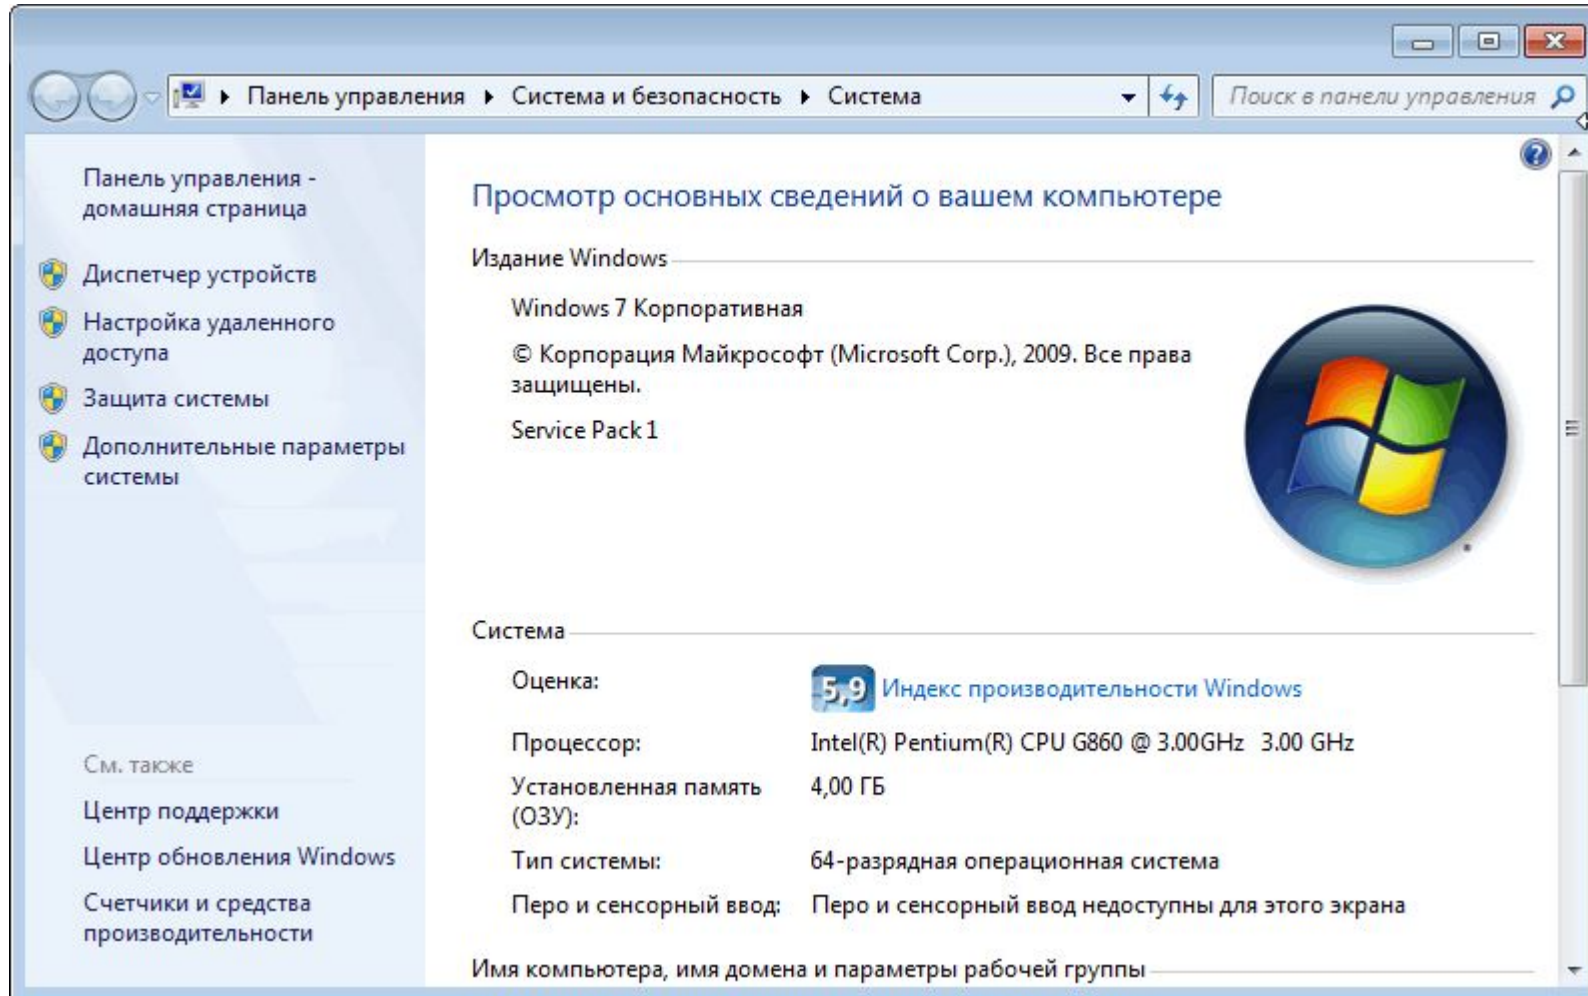 Панель управления ▸ Система и безопасность ▸ Система
Поиск в панели управления
Панель управления -
домашняя страница
Диспетчер устройств
Настройка удаленного
доступа
Защита системы
Дополнительные параметры
системы
См. также
Центр поддержки
Центр обновления Windows
Счетчики и средства
производительности
Просмотр основных сведений о вашем компьютере
Издание Windows
Windows 7 Корпоративная
© Корпорация Майкрософт (Microsoft Corp.), 2009. Все права
защищены.
Service Pack 1
Система
Оценка: 5,9 Индекс производительности Windows
Процессор: Intel(R) Pentium(R) CPU G860 @ 3.00GHz 3.00 GHz
Установленная память 4,00 ГБ
(ОЗУ):
Тип системы: 64-разрядная операционная система
Перо и сенсорный ввод: Перо и сенсорный ввод недоступны для этого экрана
Имя компьютера, имя домена и параметры рабочей группы